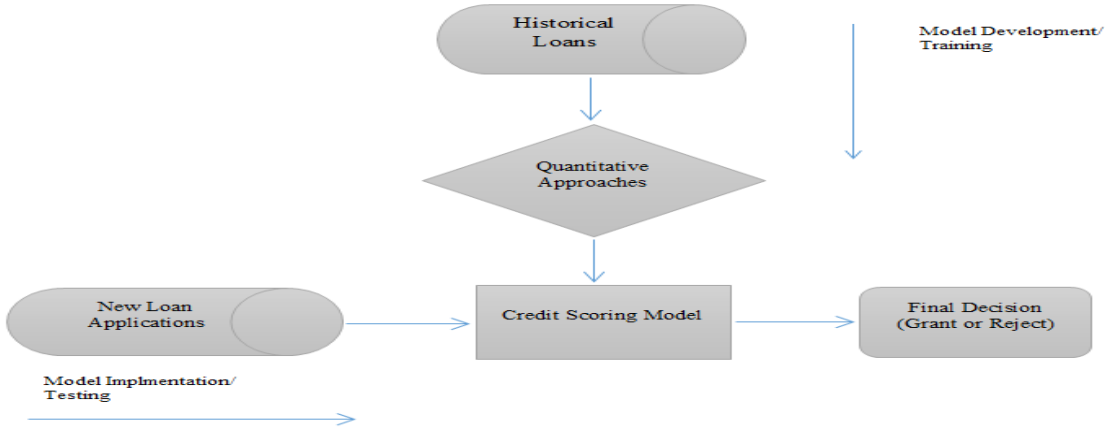 Historical
Loans
Model Development/
Training
Quantitative
Approaches
New Loan
Applications
Credit Scoring Model
Final Decision
(Grant or Reject)
Model Implmentation/
Testing